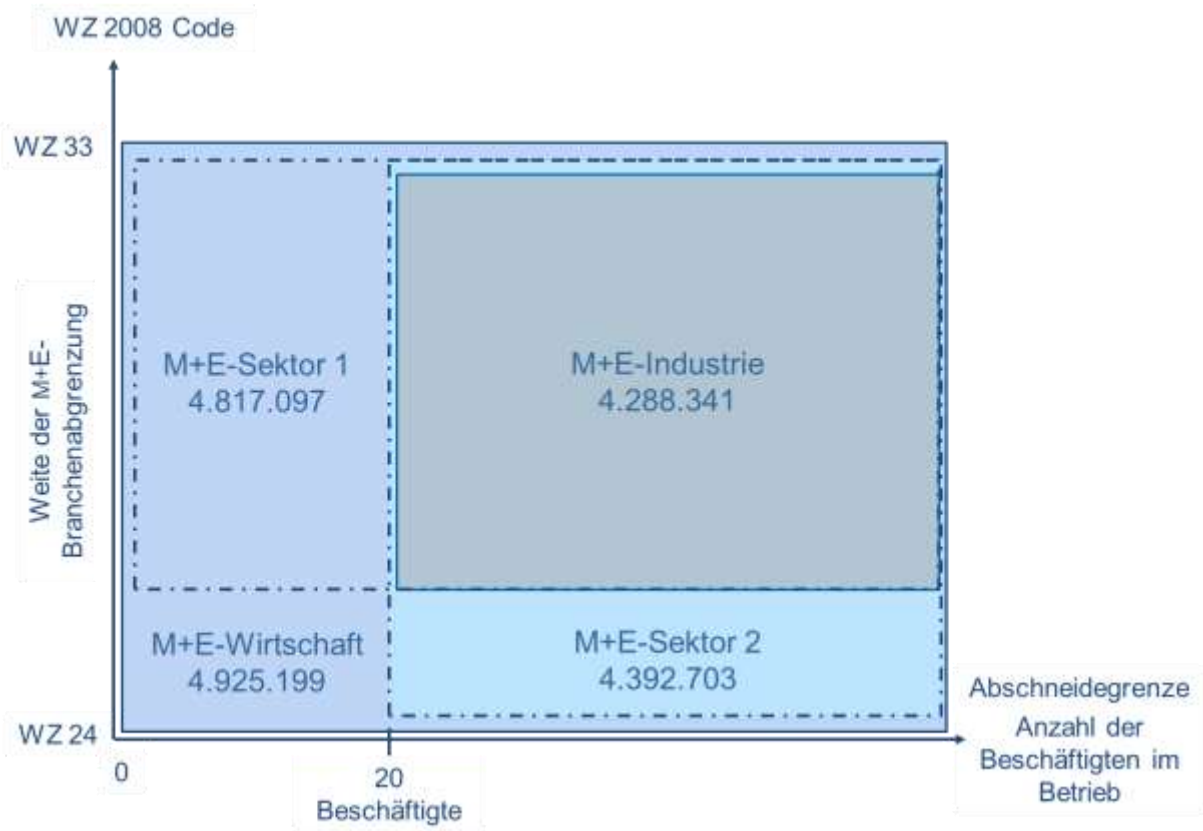 WZ 2008 Code
WZ 33
Weite der M+E-
Branchenabgrenzung
M+E-Sektor 1
4.817.097
M+E-Industrie
4.288.341
M+E-Wirtschaft
4.925.199
M+E-Sektor 2
4.392.703
WZ 24
0
20
Beschäftigte
Abschneidegrenze
Anzahl der
Beschäftigten im
Betrieb